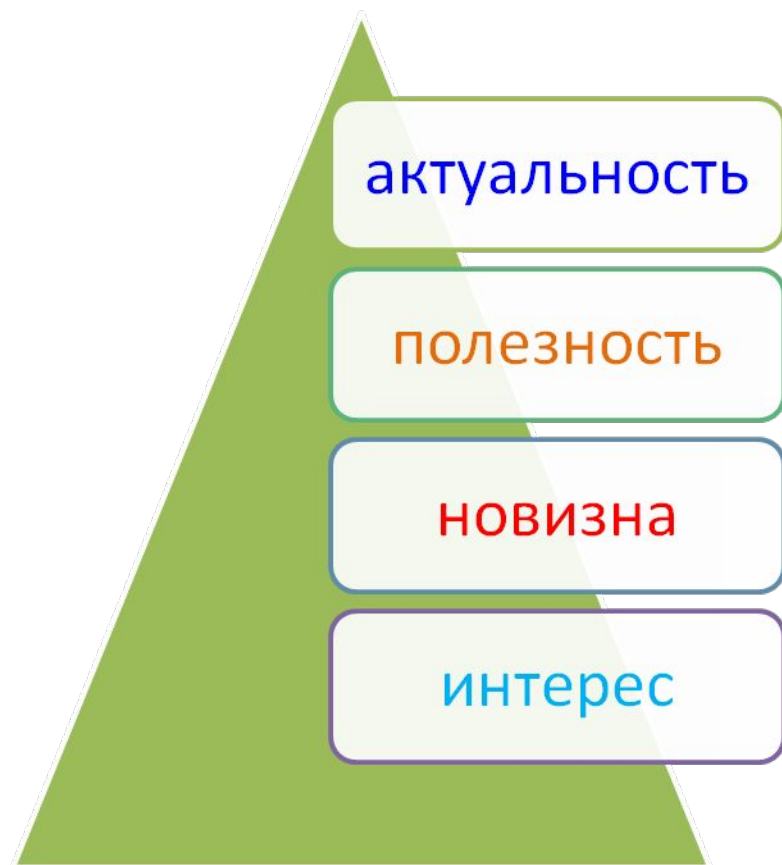 актуальность
полезность
новизна
интерес